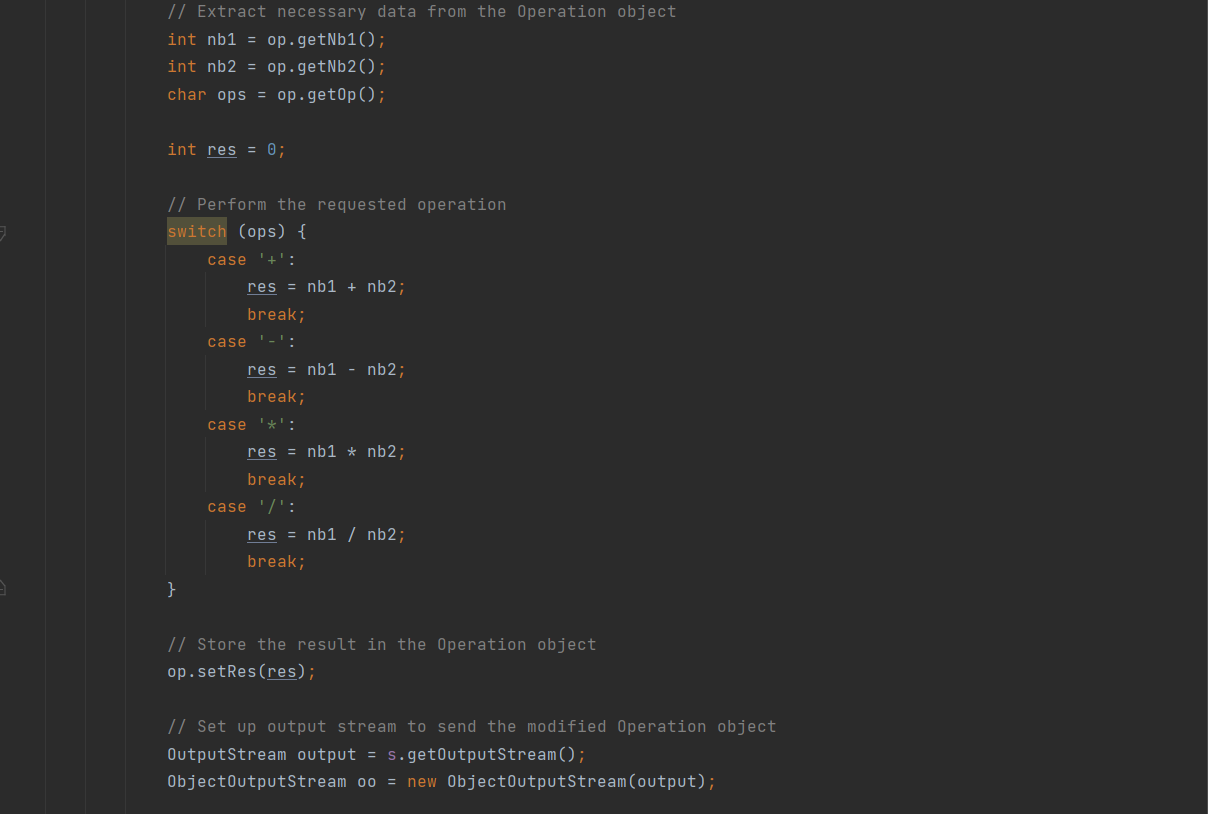 // Extract necessary data from the Operation object
int nb1 = op.getNb1();
int nb2 = op.getNb2();
char ops = op.getOp();
int res = 0;
// Perform the requested operation
switch (ops) {
case '+':
res = nb1 + nb2;
break;
case '-':
res = nb1 - nb2;
break;
case '*':
res = nb1 * nb2;
break;
case '/':
res = nb1 / nb2;
break;
}
// Store the result in the Operation object
op.setRes(res);
// Set up output stream to send the modified Operation object
OutputStream output = s.getOutputStream();
ObjectOutputStream oo = new ObjectOutputStream(output);